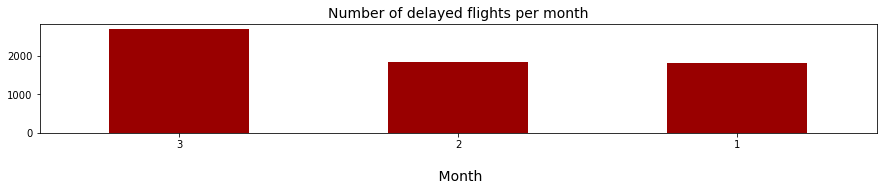 Number of delayed flights per month
2000
1000
0
3 2 1
Month